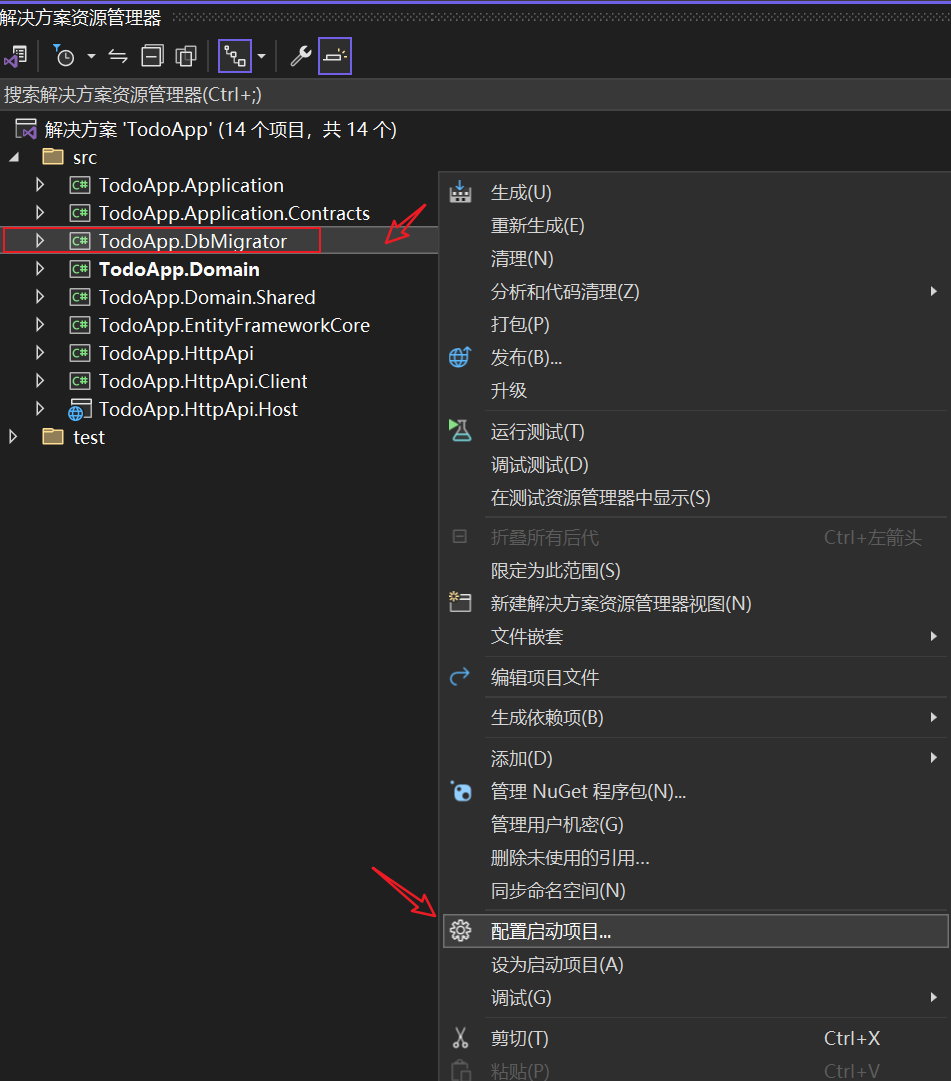 解决方案资源管理器
搜索解决方案资源管理器(Ctrl+;)
解决方案 'TodoApp' (14 个项目，共 14 个)
src
C# TodoApp.Application
C# TodoApp.Application.Contracts
C# TodoApp.DbMigrator
C# TodoApp.Domain
C# TodoApp.Domain.Shared
C# TodoApp.EntityFrameworkCore
C# TodoApp.HttpApi
C# TodoApp.HttpApi.Client
TodoApp.HttpApi.Host
test
生成(U)
重新生成(E)
清理(N)
分析和代码清理(Z)
打包(P)
发布(B)...
升级
运行测试(T)
调试测试(D)
在测试资源管理器中显示(S)
折叠所有后代 Ctrl+左箭头
限定为此范围(S)
新建解决方案资源管理器视图(N)
文件嵌套
编辑项目文件
生成依赖项(B)
添加(D)
管理 NuGet 程序包(N)...
管理用户机密(G)
删除未使用的引用...
同步命名空间(N)
配置启动项目...
设为启动项目(A)
调试(G)
剪切(T) Ctrl+X
粘贴(P) Ctrl+V